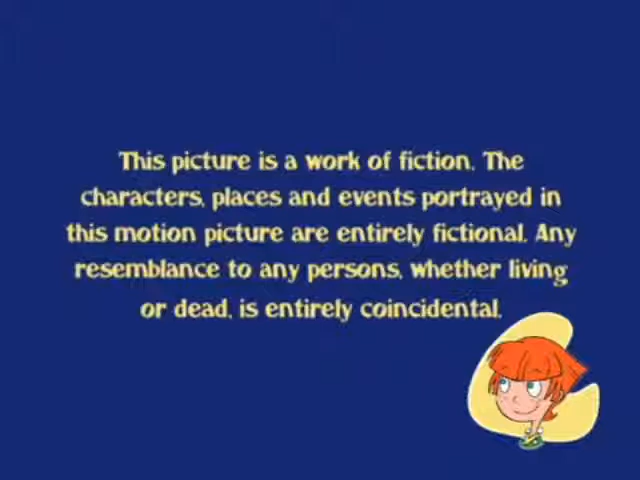 This picture is a work of fiction. The
characters, places and events portrayed in
this motion picture are entirely fictional. Any
resemblance to any persons, whether living
or dead, is entirely coincidental.